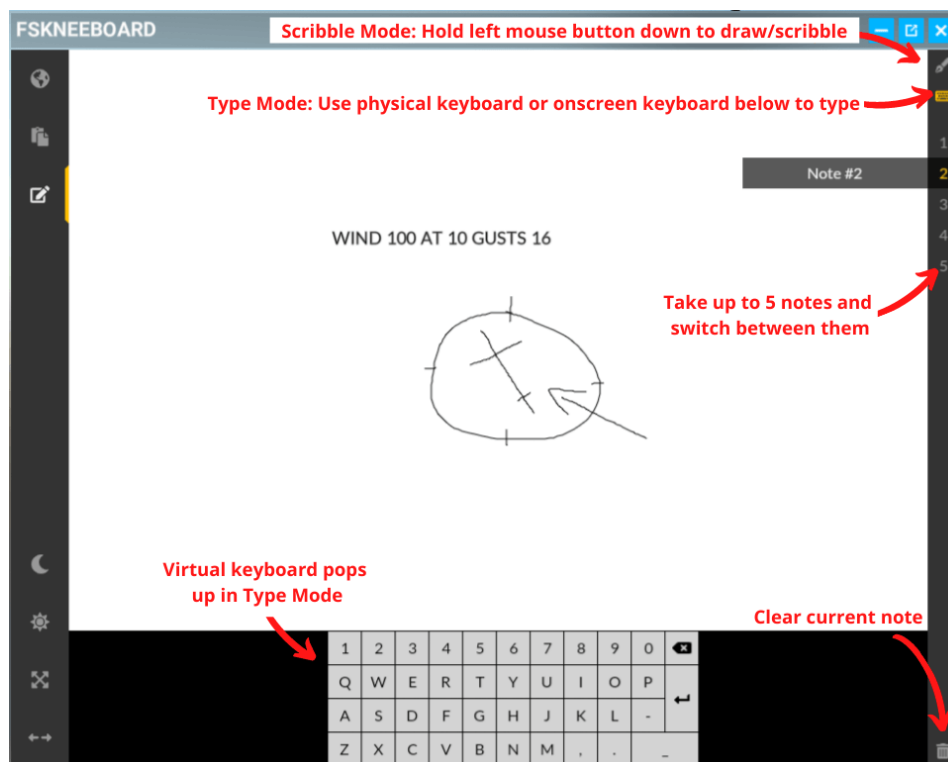 FSKNEEBOARD
Scribble Mode: Hold left mouse button down to draw/scribble
Type Mode: Use physical keyboard or onscreen keyboard below to type
1
Note #2
2
3
4
5
WIND 100 AT 10 GUSTS 16
Take up to 5 notes and
switch between them
Virtual keyboard pops
up in Type Mode
Clear current note
1 2 3 4 5 6 7 8 9 0
Q W E R T Y U I O P
A S D F G H J K L -
Z X C V B N M , . _